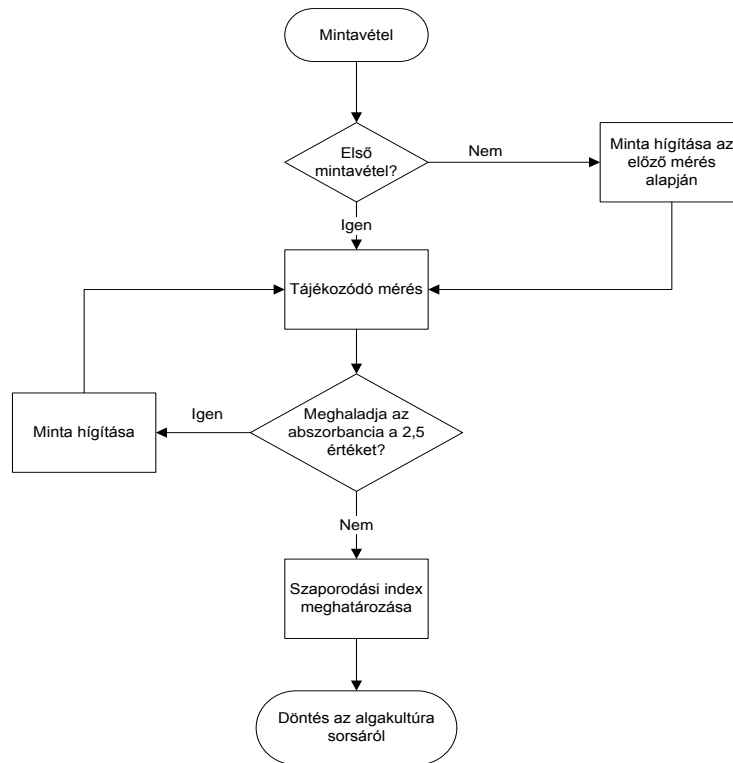 Mintavétel
Első
mintavétel?
Nem
Minta hígítása az
előző mérés
alapján
Igen
Tájékozódó mérés
Igen
Meghaladja az
abszorbancia a 2,5
értéket?
Minta hígítása
Nem
Szaporodási index
meghatározása
Döntés az algakultúra
sorsáról